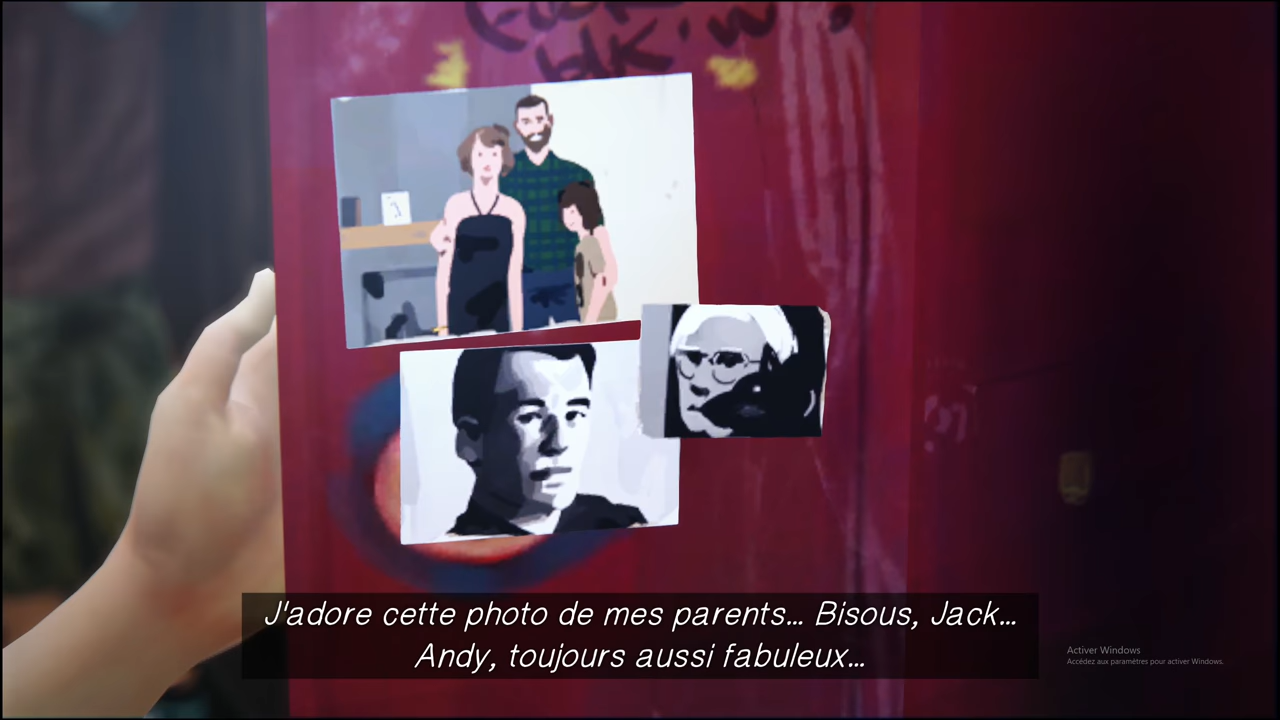 J'adore cette photo de mes parents... Bisous, Jack...
Andy, toujours aussi fabuleux...
Activer Windows
Accédez aux paramètres pour activer Windows.